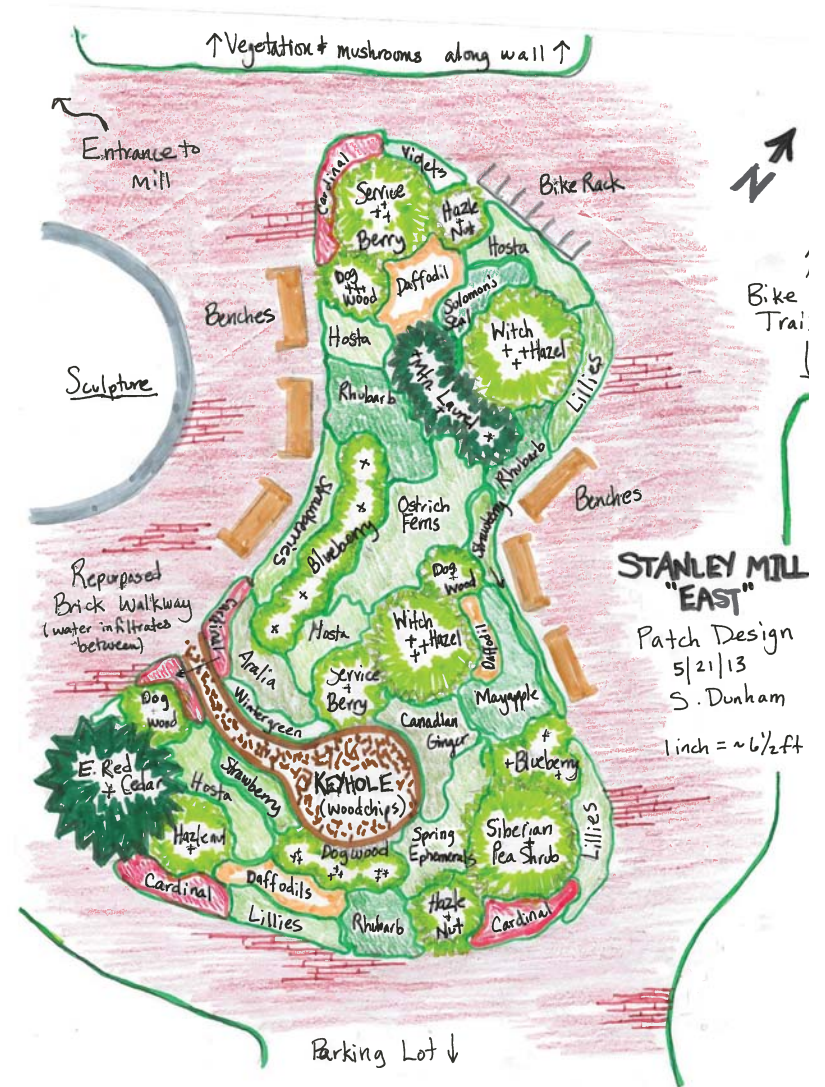 ↑Vegetation & mushrooms along wall ↑
Entrance to
Mill
N
Cardinal
Violets
Bike Rack
Service
Berry
Hazle
Nut
Hosta
Dog
Wood
Daffodil
Solomon's
Seal
Benches
Bike
Trai
Hosta
Witch
Hazel
Mtn. Laurel
Lillies
Sculpture
Rhubarb
Rhubarb
Strawberries
Blueberry
Ostrich
Ferns
Strawberry
Benches
Dog
Wood
STANLEY MILL
"EAST"
Patch Design
5/21/13
S. Dunham
1 inch = ~6½ft
Repurposed
Brick Walkway
(water infiltrates
between)
Cardinal
Hosta
Witch
Hazel
Daffodil
Aralia
Service
Berry
Mayapple
Wintergreen
Dog
Wood
Canadian
Ginger
Blueberry
E. Red
Cedar
Hosta
Strawberry
KEYHOLE
(Woodchips)
Hazlenut
Dogwood
Spring
Ephemerals
Siberian
Pea Shrub
Lillies
Cardinal
Daffodils
Lillies
Rhubarb
Hazle
Nut
Cardinal
Parking Lot ↓